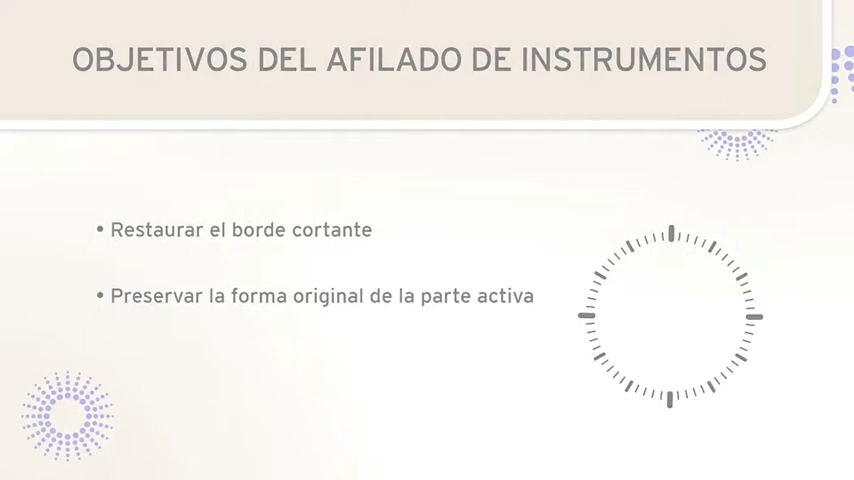 OBJETIVOS DEL AFILADO DE INSTRUMENTOS
• Restaurar el borde cortante
• Preservar la forma original de la parte activa